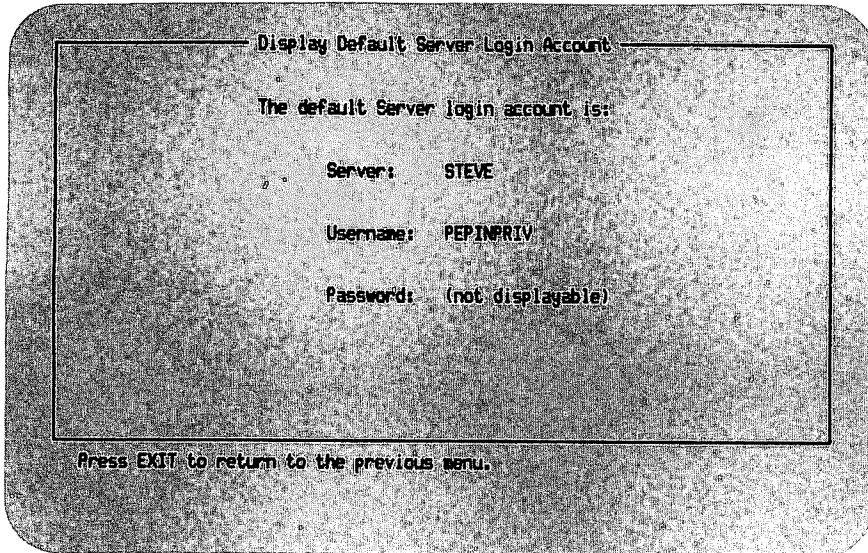 Display Default Server Login Account
The default Server login account is:
Server: STEVE
Username: PEPINPRIV
Password: (not displayable)
Press EXIT to return to the previous menu.